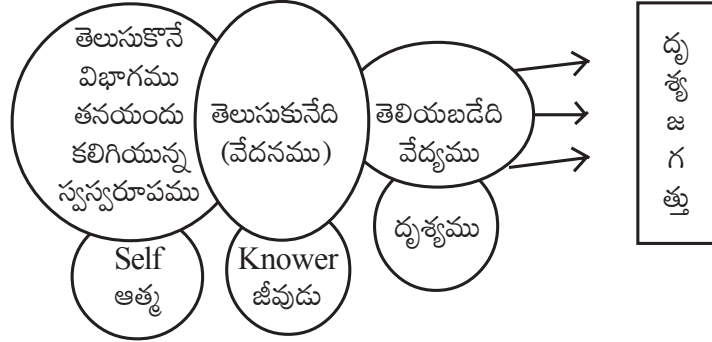 తెలుసుకొనే
విభాగము
తనయందు
కలిగియున్న
స్వస్వరూపము
తెలుసుకునేది
(వేదనము)
తెలియబడేది
వేద్యము
దృశ్యము
Self
ఆత్మ
Knower
జీవుడు
దృ
శ్య
జ
గ
త్తు